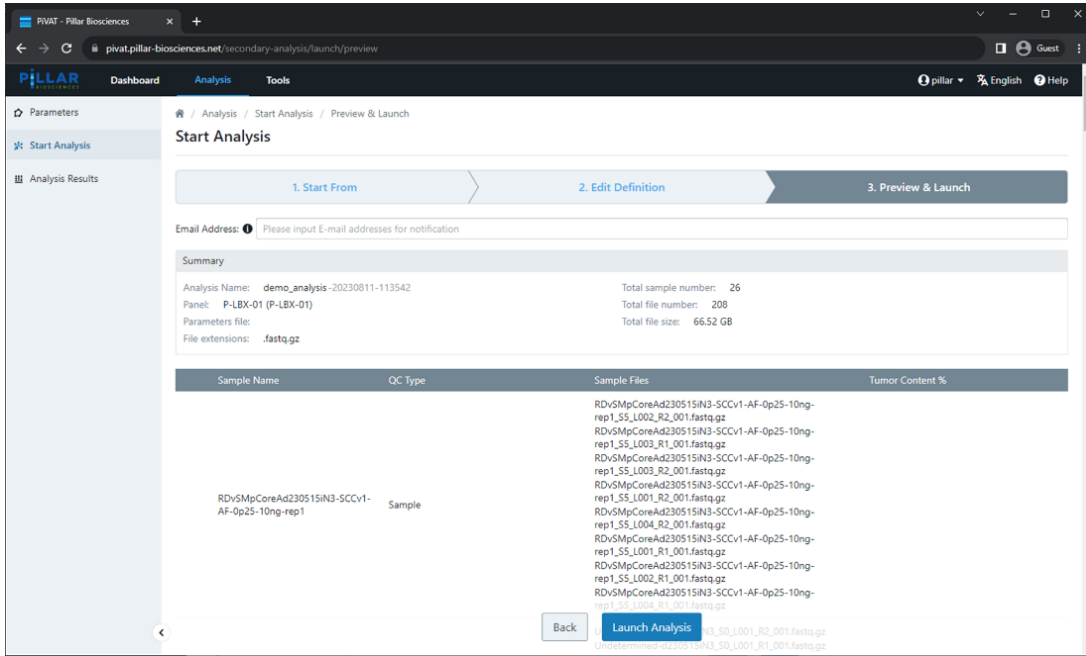 PiVAT - Pillar Biosciences
pivat.pillar-biosciences.net/secondary-analysis/launch/preview
Guest
PILLAR
BIOSCIENCES
Dashboard
Analysis
Tools
pillar
English
Help
Parameters
Start Analysis
Analysis Results
/ Analysis / Start Analysis / Preview & Launch
Start Analysis
1. Start From
2. Edit Definition
3. Preview & Launch
Email Address:
Please input E-mail addresses for notification
Summary
Analysis Name: demo_analysis-20230811-113542
Panel: P-LBX-01 (P-LBX-01)
Parameters file:
File extensions: .fastq.gz
Total sample number: 26
Total file number: 208
Total file size: 66.52 GB
Sample Name
QC Type
Sample Files
Tumor Content %
RDvSMpCoreAd230515iN3-SCCv1-
AF-0p25-10ng-rep1
Sample
RDvSMpCoreAd230515iN3-SCCv1-AF-0p25-10ng-
rep1_S5_L002_R2_001.fastq.gz
RDvSMpCoreAd230515iN3-SCCv1-AF-0p25-10ng-
rep1_S5_L003_R1_001.fastq.gz
RDvSMpCoreAd230515iN3-SCCv1-AF-0p25-10ng-
rep1_S5_L003_R2_001.fastq.gz
RDvSMpCoreAd230515iN3-SCCv1-AF-0p25-10ng-
rep1_S5_L001_R2_001.fastq.gz
RDvSMpCoreAd230515iN3-SCCv1-AF-0p25-10ng-
rep1_S5_L004_R2_001.fastq.gz
RDvSMpCoreAd230515iN3-SCCv1-AF-0p25-10ng-
rep1_S5_L001_R1_001.fastq.gz
RDvSMpCoreAd230515iN3-SCCv1-AF-0p25-10ng-
rep1_S5_L002_R1_001.fastq.gz
RDvSMpCoreAd230515iN3-SCCv1-AF-0p25-10ng-
rep1_S5_L004_R1_001.fastq.gz
Back
Launch Analysis
N3_S0_L001_R2_001.fastq.gz
Undetermined-d230515iN3_S0_L001_R1_001.fastq.gz